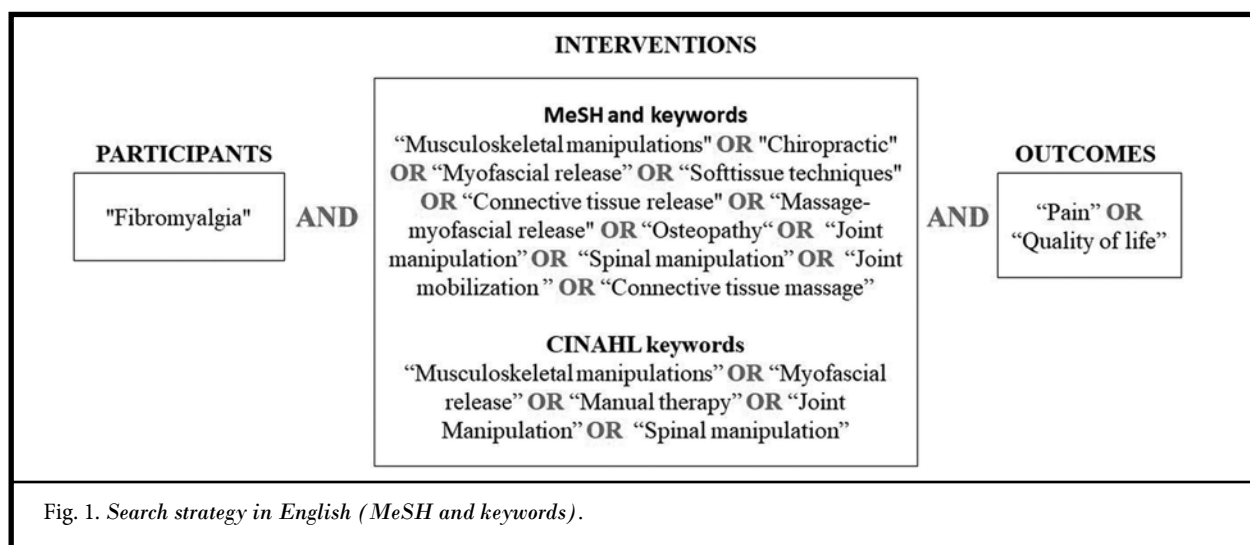 INTERVENTIONS
PARTICIPANTS
"Fibromyalgia"
AND
MeSH and keywords
“Musculoskeletal manipulations" OR "Chiropractic"
OR “Myofascial release” OR “Softtissue techniques"
OR “Connective tissue release" OR “Massage-
myofascial release" OR “Osteopathy“ OR “Joint
manipulation” OR “Spinal manipulation” OR “Joint
mobilization ” OR “Connective tissue massage”
CINAHL keywords
“Musculoskeletal manipulations” OR “Myofascial
release” OR “Manual therapy” OR “Joint
Manipulation” OR “Spinal manipulation”
AND
OUTCOMES
“Pain” OR
“Quality of life”
Fig. 1. Search strategy in English (MeSH and keywords).